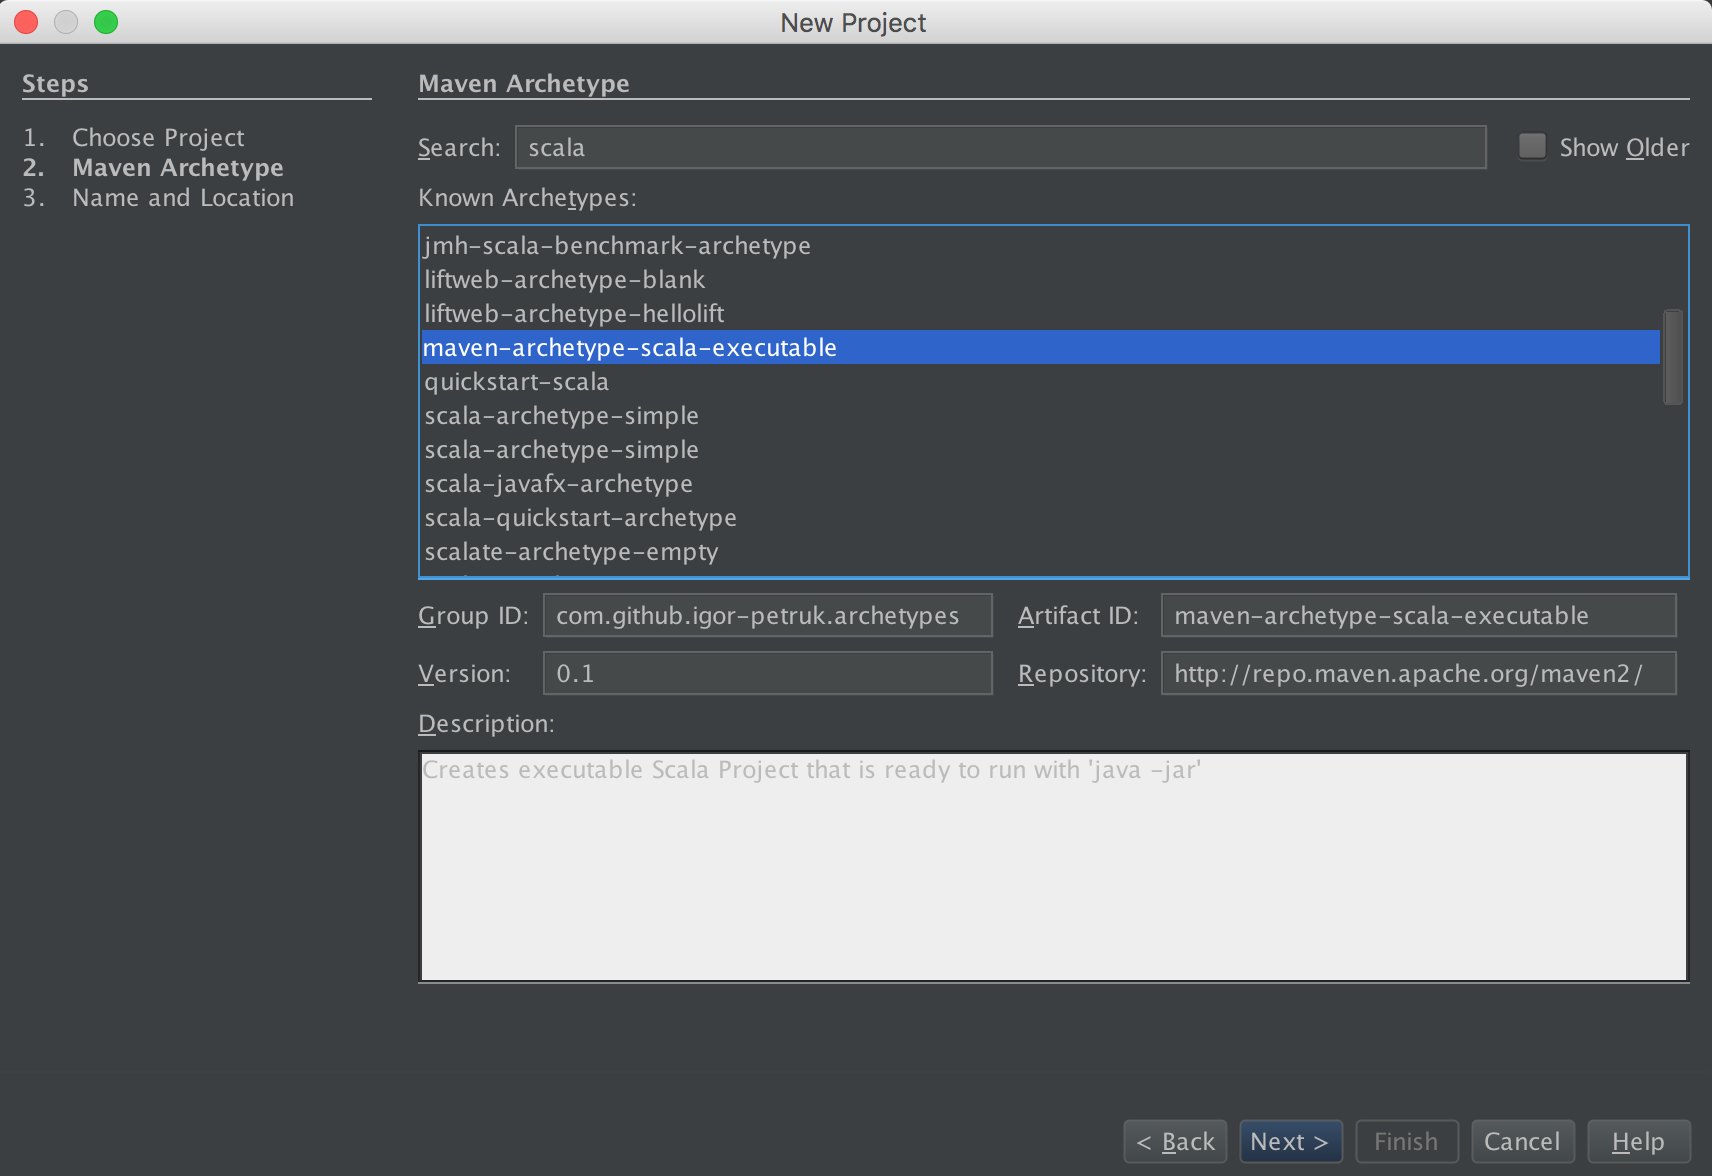 New Project
Steps
1. Choose Project
2. Maven Archetype
3. Name and Location
Maven Archetype
Search: scala
Show Older
Known Archetypes:
jmh-scala-benchmark-archetype
liftweb-archetype-blank
liftweb-archetype-hellolift
maven-archetype-scala-executable
quickstart-scala
scala-archetype-simple
scala-archetype-simple
scala-javafx-archetype
scala-quickstart-archetype
scalate-archetype-empty
Group ID: com.github.igor-petruk.archetypes Artifact ID: maven-archetype-scala-executable
Version: 0.1 Repository: http://repo.maven.apache.org/maven2/
Description:
Creates executable Scala Project that is ready to run with 'java -jar'
< Back Next > Finish Cancel Help